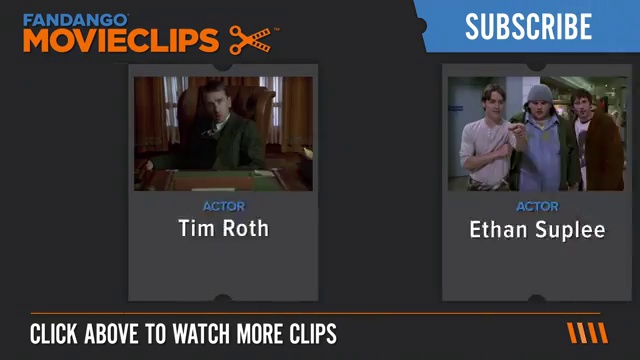 FANDANGO
MOVIECLIPS
SUBSCRIBE
ACTOR
Tim Roth
ACTOR
Ethan Suplee
CLICK ABOVE TO WATCH MORE CLIPS